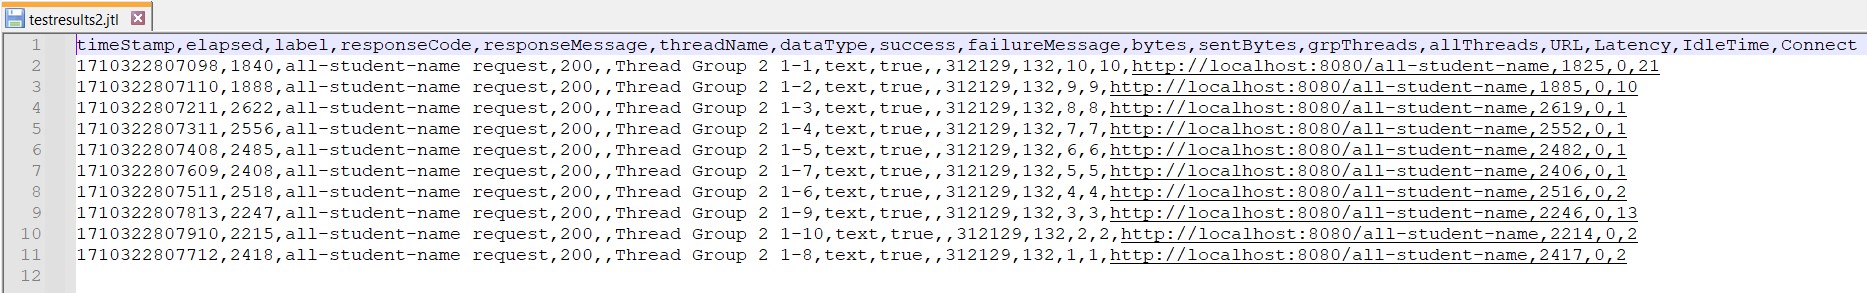 testresults2.jtl
1 timeStamp,elapsed,label,responseCode,responseMessage,threadName,dataType,success,failureMessage,bytes,sentBytes,grpThreads,allThreads,URL,Latency,IdleTime,Connect
2 1710322807098,1840,all-student-name request,200,,Thread Group 2 1-1,text,true,,312129,132,10,10,http://localhost:8080/all-student-name,1825,0,21
3 1710322807110,1888,all-student-name request,200,,Thread Group 2 1-2,text,true,,312129,132,9,9,http://localhost:8080/all-student-name,1885,0,10
4 1710322807211,2622,all-student-name request,200,,Thread Group 2 1-3,text,true,,312129,132,8,8,http://localhost:8080/all-student-name,2619,0,1
5 1710322807311,2556,all-student-name request,200,,Thread Group 2 1-4,text,true,,312129,132,7,7,http://localhost:8080/all-student-name,2552,0,1
6 1710322807408,2485,all-student-name request,200,,Thread Group 2 1-5,text,true,,312129,132,6,6,http://localhost:8080/all-student-name,2482,0,1
7 1710322807609,2408,all-student-name request,200,,Thread Group 2 1-7,text,true,,312129,132,5,5,http://localhost:8080/all-student-name,2406,0,1
8 1710322807511,2518,all-student-name request,200,,Thread Group 2 1-6,text,true,,312129,132,4,4,http://localhost:8080/all-student-name,2516,0,2
9 1710322807813,2247,all-student-name request,200,,Thread Group 2 1-9,text,true,,312129,132,3,3,http://localhost:8080/all-student-name,2246,0,13
10 1710322807910,2215,all-student-name request,200,,Thread Group 2 1-10,text,true,,312129,132,2,2,http://localhost:8080/all-student-name,2214,0,2
11 1710322807712,2418,all-student-name request,200,,Thread Group 2 1-8,text,true,,312129,132,1,1,http://localhost:8080/all-student-name,2417,0,2
12